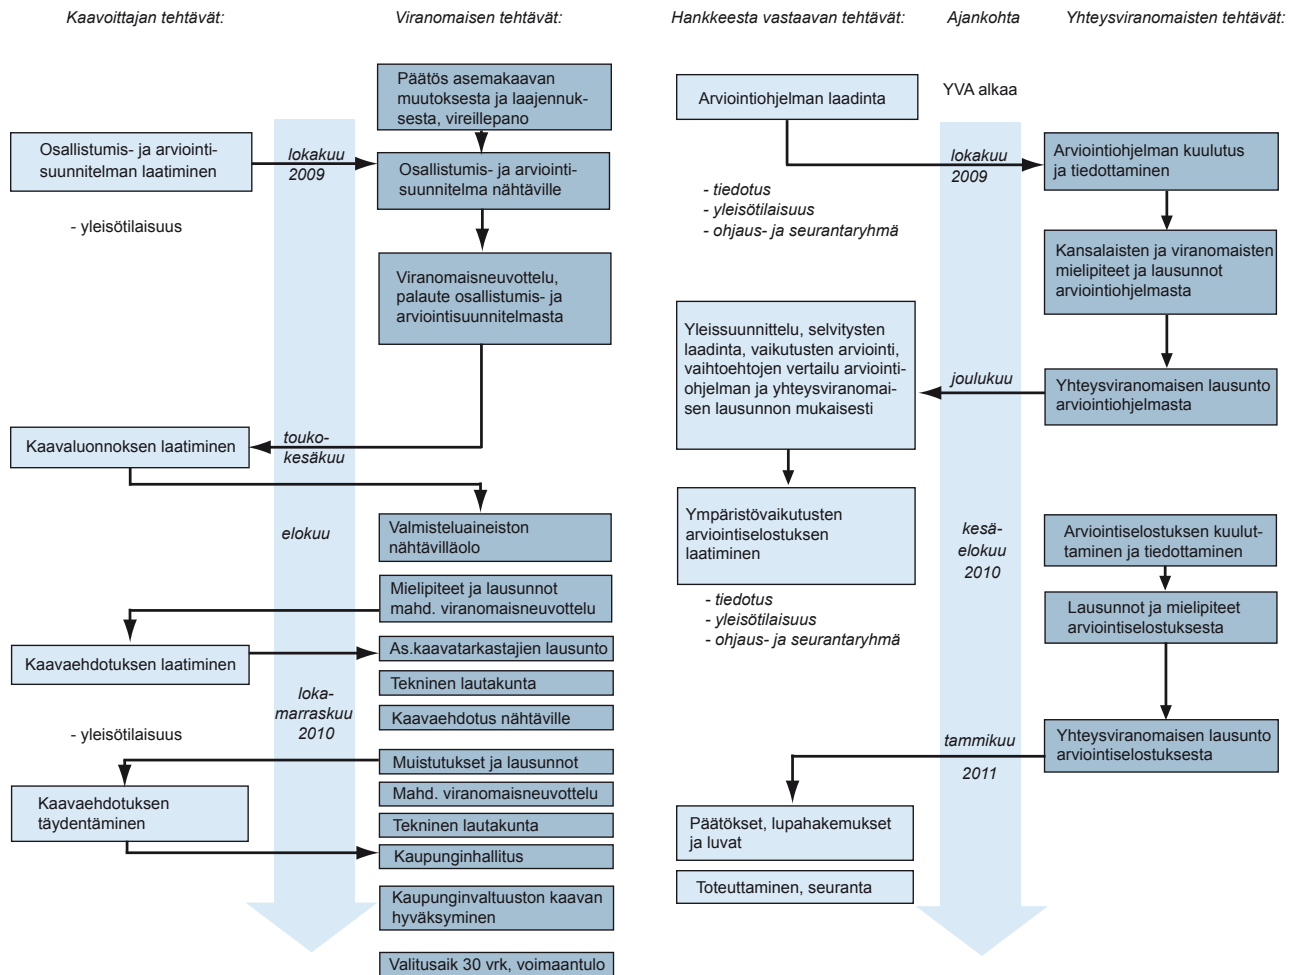 Kaavoittajan tehtävät:
Viranomaisen tehtävät:
Päätös asemakaavan
muutoksesta ja laajennuk-
sesta, vireillepano
Osallistumis- ja arviointi-
suunnitelman laatiminen
lokakuu
2009
Osallistumis- ja arviointi-
suunnitelma nähtäville
- yleisötilaisuus
Viranomaisneuvottelu,
palaute osallistumis- ja
arviointisuunnitelmasta
Kaavaluonnoksen laatiminen
touko-
kesäkuu
elokuu
Valmisteluaineiston
nähtävilläolo
Mielipiteet ja lausunnot
mahd. viranomaisneuvottelu
Kaavaehdotuksen laatiminen
As.kaavatarkastajien lausunto
Tekninen lautakunta
loka-
marraskuu
2010
Kaavaehdotus nähtäville
- yleisötilaisuus
Muistutukset ja lausunnot
Kaavaehdotuksen
täydentäminen
Mahd. viranomaisneuvottelu
Tekninen lautakunta
Kaupunginhallitus
Kaupunginvaltuuston kaavan
hyväksyminen
Valitusaik 30 vrk, voimaantulo
Hankkeesta vastaavan tehtävät:
Ajankohta
Yhteysviranomaisten tehtävät:
Arviointiohjelman laadinta
YVA alkaa
lokakuu
2009
Arviointiohjelman kuulutus
ja tiedottaminen
- tiedotus
- yleisötilaisuus
- ohjaus- ja seurantaryhmä
Kansalaisten ja viranomaisten
mielipiteet ja lausunnot
arviointiohjelmasta
Yleissuunnittelu, selvitysten
laadinta, vaikutusten arviointi,
vaihtoehtojen vertailu arviointi-
ohjelman ja yhteysviranomai-
sen lausunnon mukaisesti
joulukuu
Yhteysviranomaisen lausunto
arviointiohjelmasta
Ympäristövaikutusten
arviointiselostuksen
laatiminen
kesä-
elokuu
2010
Arviointiselostuksen kuulut-
taminen ja tiedottaminen
- tiedotus
- yleisötilaisuus
- ohjaus- ja seurantaryhmä
Lausunnot ja mielipiteet
arviointiselostuksesta
tammikuu
2011
Yhteysviranomaisen lausunto
arviointiselostuksesta
Päätökset, lupahakemukset
ja luvat
Toteuttaminen, seuranta